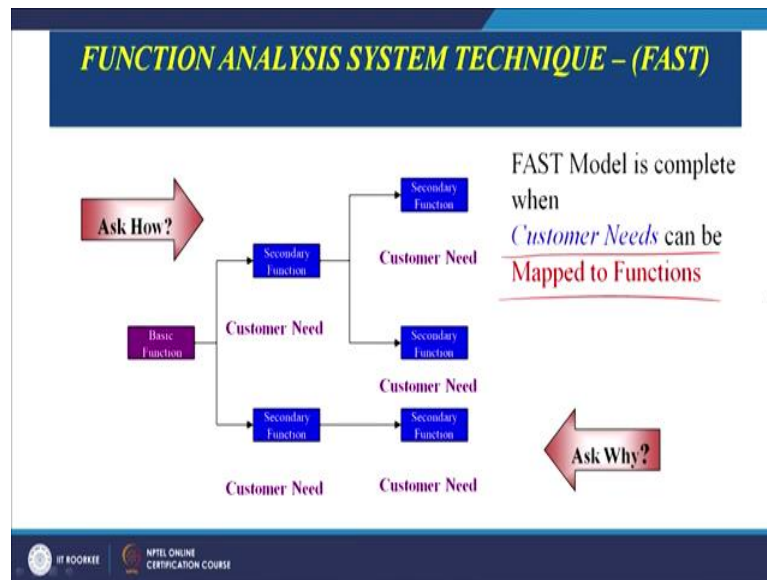 FUNCTION ANALYSIS SYSTEM TECHNIQUE – (FAST)
Ask How?
Basic
Function
Secondary
Function
Customer Need
Secondary
Function
Customer Need
Secondary
Function
Customer Need
Secondary
Function
Customer Need
Secondary
Function
Customer Need
FAST Model is complete
when
Customer Needs can be
Mapped to Functions
Ask Why?
IIT ROORKEE
NPTEL ONLINE
CERTIFICATION COURSE